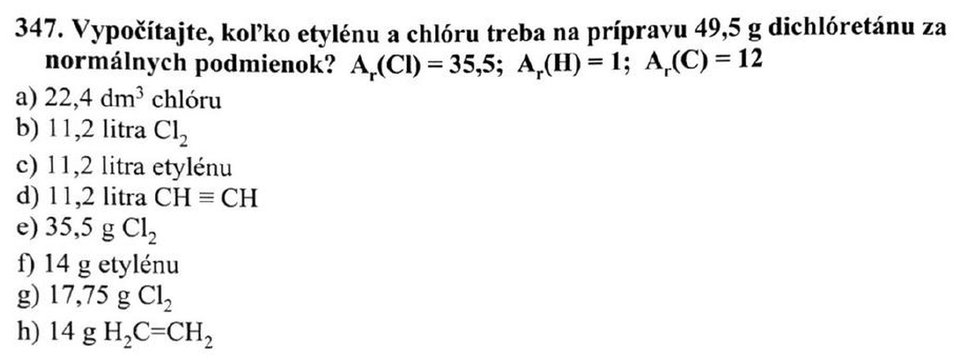 347. Vypočítajte, koľko etylénu a chlóru treba na prípravu 49,5 g dichlóretánu za
normálnych podmienok? Aᵣ(Cl) = 35,5; Aᵣ(H) = 1; Aᵣ(C) = 12
a) 22,4 dm³ chlóru
b) 11,2 litra Cl₂
c) 11,2 litra etylénu
d) 11,2 litra CH ≡ CH
e) 35,5 g Cl₂
f) 14 g etylénu
g) 17,75 g Cl₂
h) 14 g H₂C=CH₂